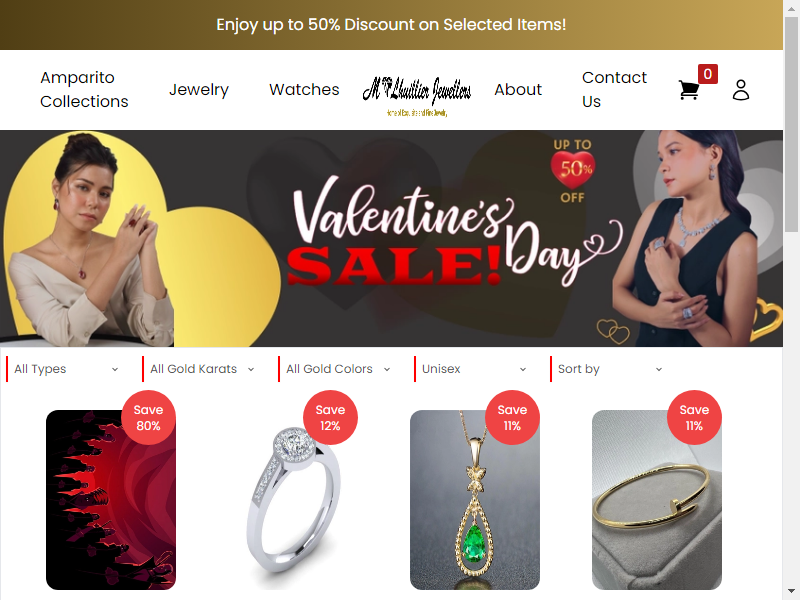 Enjoy up to 50% Discount on Selected Items!
Amparito
Collections
Jewelry
Watches
M Lhuillier Jewellers
About
Contact
Us
0
UP TO
50%
OFF
Valentine's
Day
SALE!
All Types
All Gold Karats
All Gold Colors
Unisex
Sort by
Save
80%
Save
12%
Save
11%
Save
11%